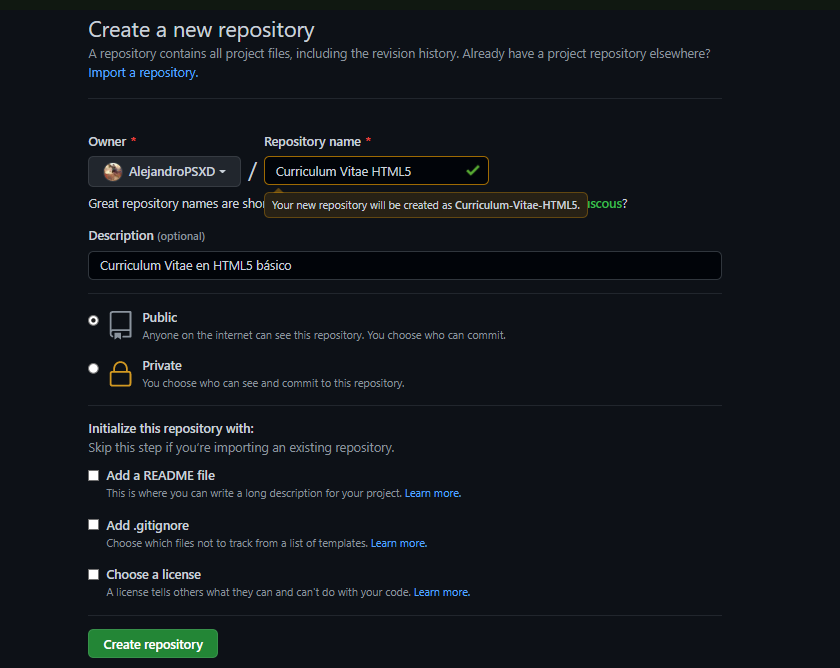 Create a new repository
A repository contains all project files, including the revision history. Already have a project repository elsewhere?
Import a repository.
Owner *
Repository name *
AlejandroPSXD
/
Curriculum Vitae HTML5
Great repository names are
Your new repository will be created as Curriculum-Vitae-HTML5.
?
Description (optional)
Curriculum Vitae en HTML5 básico
Public
Anyone on the internet can see this repository. You choose who can commit.
Private
You choose who can see and commit to this repository.
Initialize this repository with:
Skip this step if you're importing an existing repository.
Add a README file
This is where you can write a long description for your project. Learn more.
Add .gitignore
Choose which files not to track from a list of templates. Learn more.
Choose a license
A license tells others what they can and can't do with your code. Learn more.
Create repository